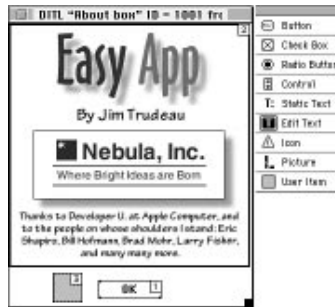 DITL "About box" ID = 1001 fro
2
Easy App
By Jim Trudeau
Nebula, Inc.
Where Bright Ideas are Born
Thanks to Developer U. at Apple Computer, and
to the people on whose shoulders I stand: Eric
Shapiro, Bill Hofmann, Brad Mohr, Larry Fisher,
and many many more.
3
OK 1
Button
Check Box
Radio Button
Control
T: Static Text
Edit Text
Icon
Picture
User Item